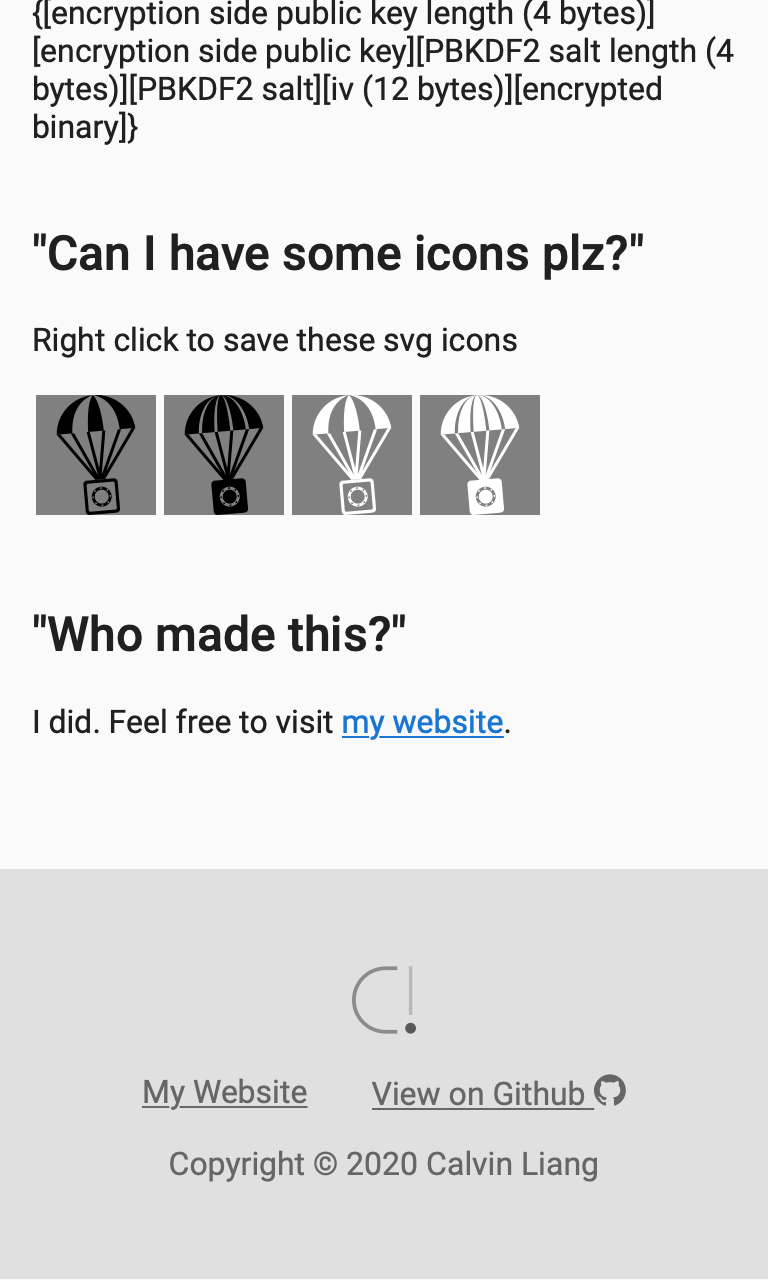 {[encryption side public key length (4 bytes)]
[encryption side public key][PBKDF2 salt length (4
bytes)][PBKDF2 salt][iv (12 bytes)][encrypted
binary]}
"Can I have some icons plz?"
Right click to save these svg icons
"Who made this?"
I did. Feel free to visit my website.
C!
My Website View on Github
Copyright © 2020 Calvin Liang